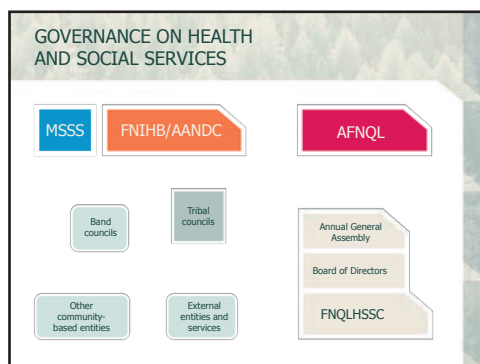 GOVERNANCE ON HEALTH
AND SOCIAL SERVICES
MSSS
FNIHB/AANDC
AFNQL
Band
councils
Tribal
councils
Annual General
Assembly
Board of Directors
FNQLHSSC
Other
community-
based entities
External
entities and
services